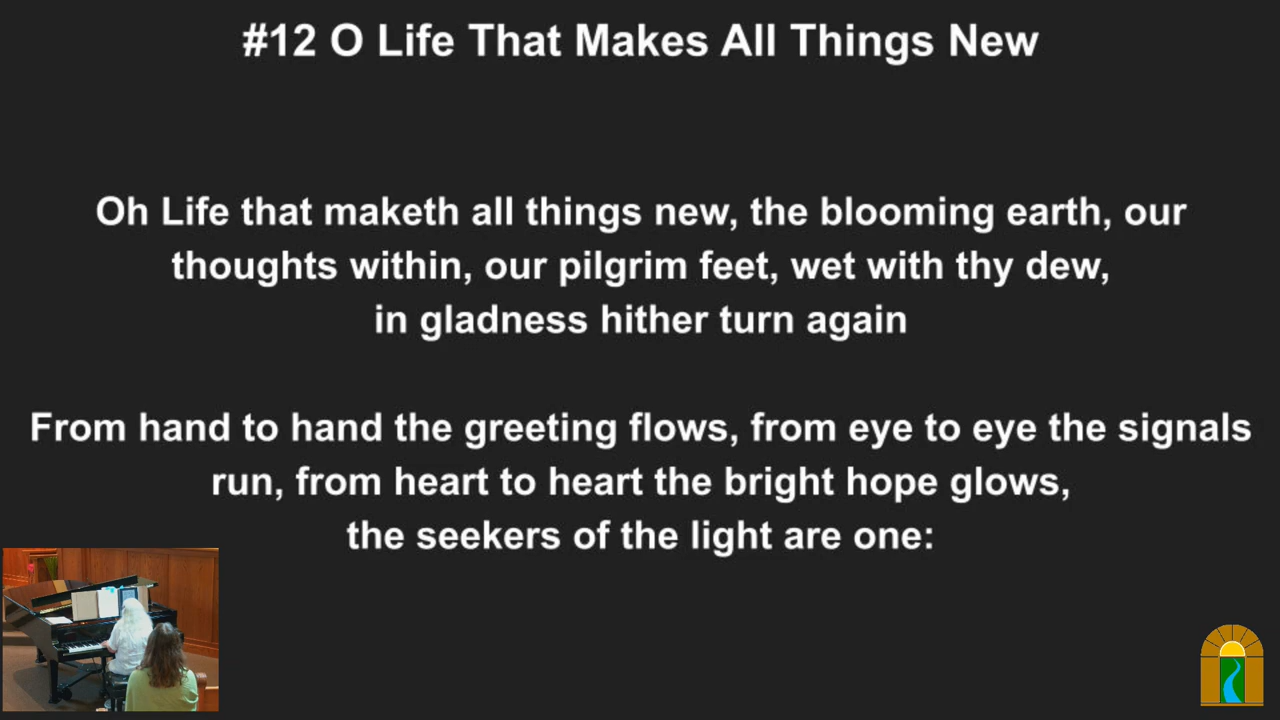 #12 O Life That Makes All Things New
Oh Life that maketh all things new, the blooming earth, our
thoughts within, our pilgrim feet, wet with thy dew,
in gladness hither turn again
From hand to hand the greeting flows, from eye to eye the signals
run, from heart to heart the bright hope glows,
the seekers of the light are one: